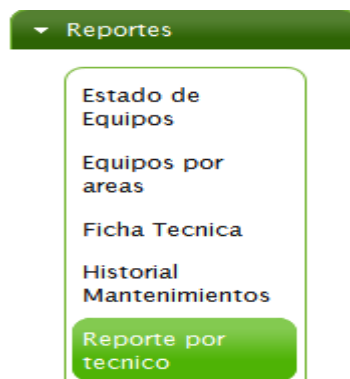 Reportes
Estado de
Equipos
Equipos por
areas
Ficha Tecnica
Historial
Mantenimientos
Reporte por
tecnico